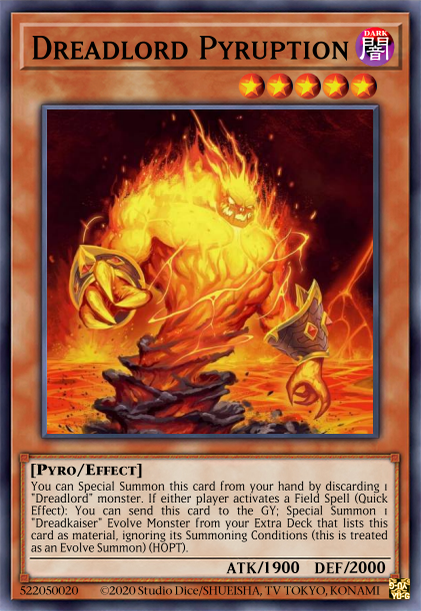 Dreadlord Pyruption
DARK
闇
[Pyro/Effect]
You can Special Summon this card from your hand by discarding 1
"Dreadlord" monster. If either player activates a Field Spell (Quick
Effect): You can send this card to the GY; Special Summon 1
"Dreadkaiser" Evolve Monster from your Extra Deck that lists this
card as material, ignoring its Summoning Conditions (this is treated
as an Evolve Summon) (HOPT).
ATK/1900 DEF/2000
522050020 ©2020 Studio Dice/SHUEISHA, TV TOKYO, KONAMI